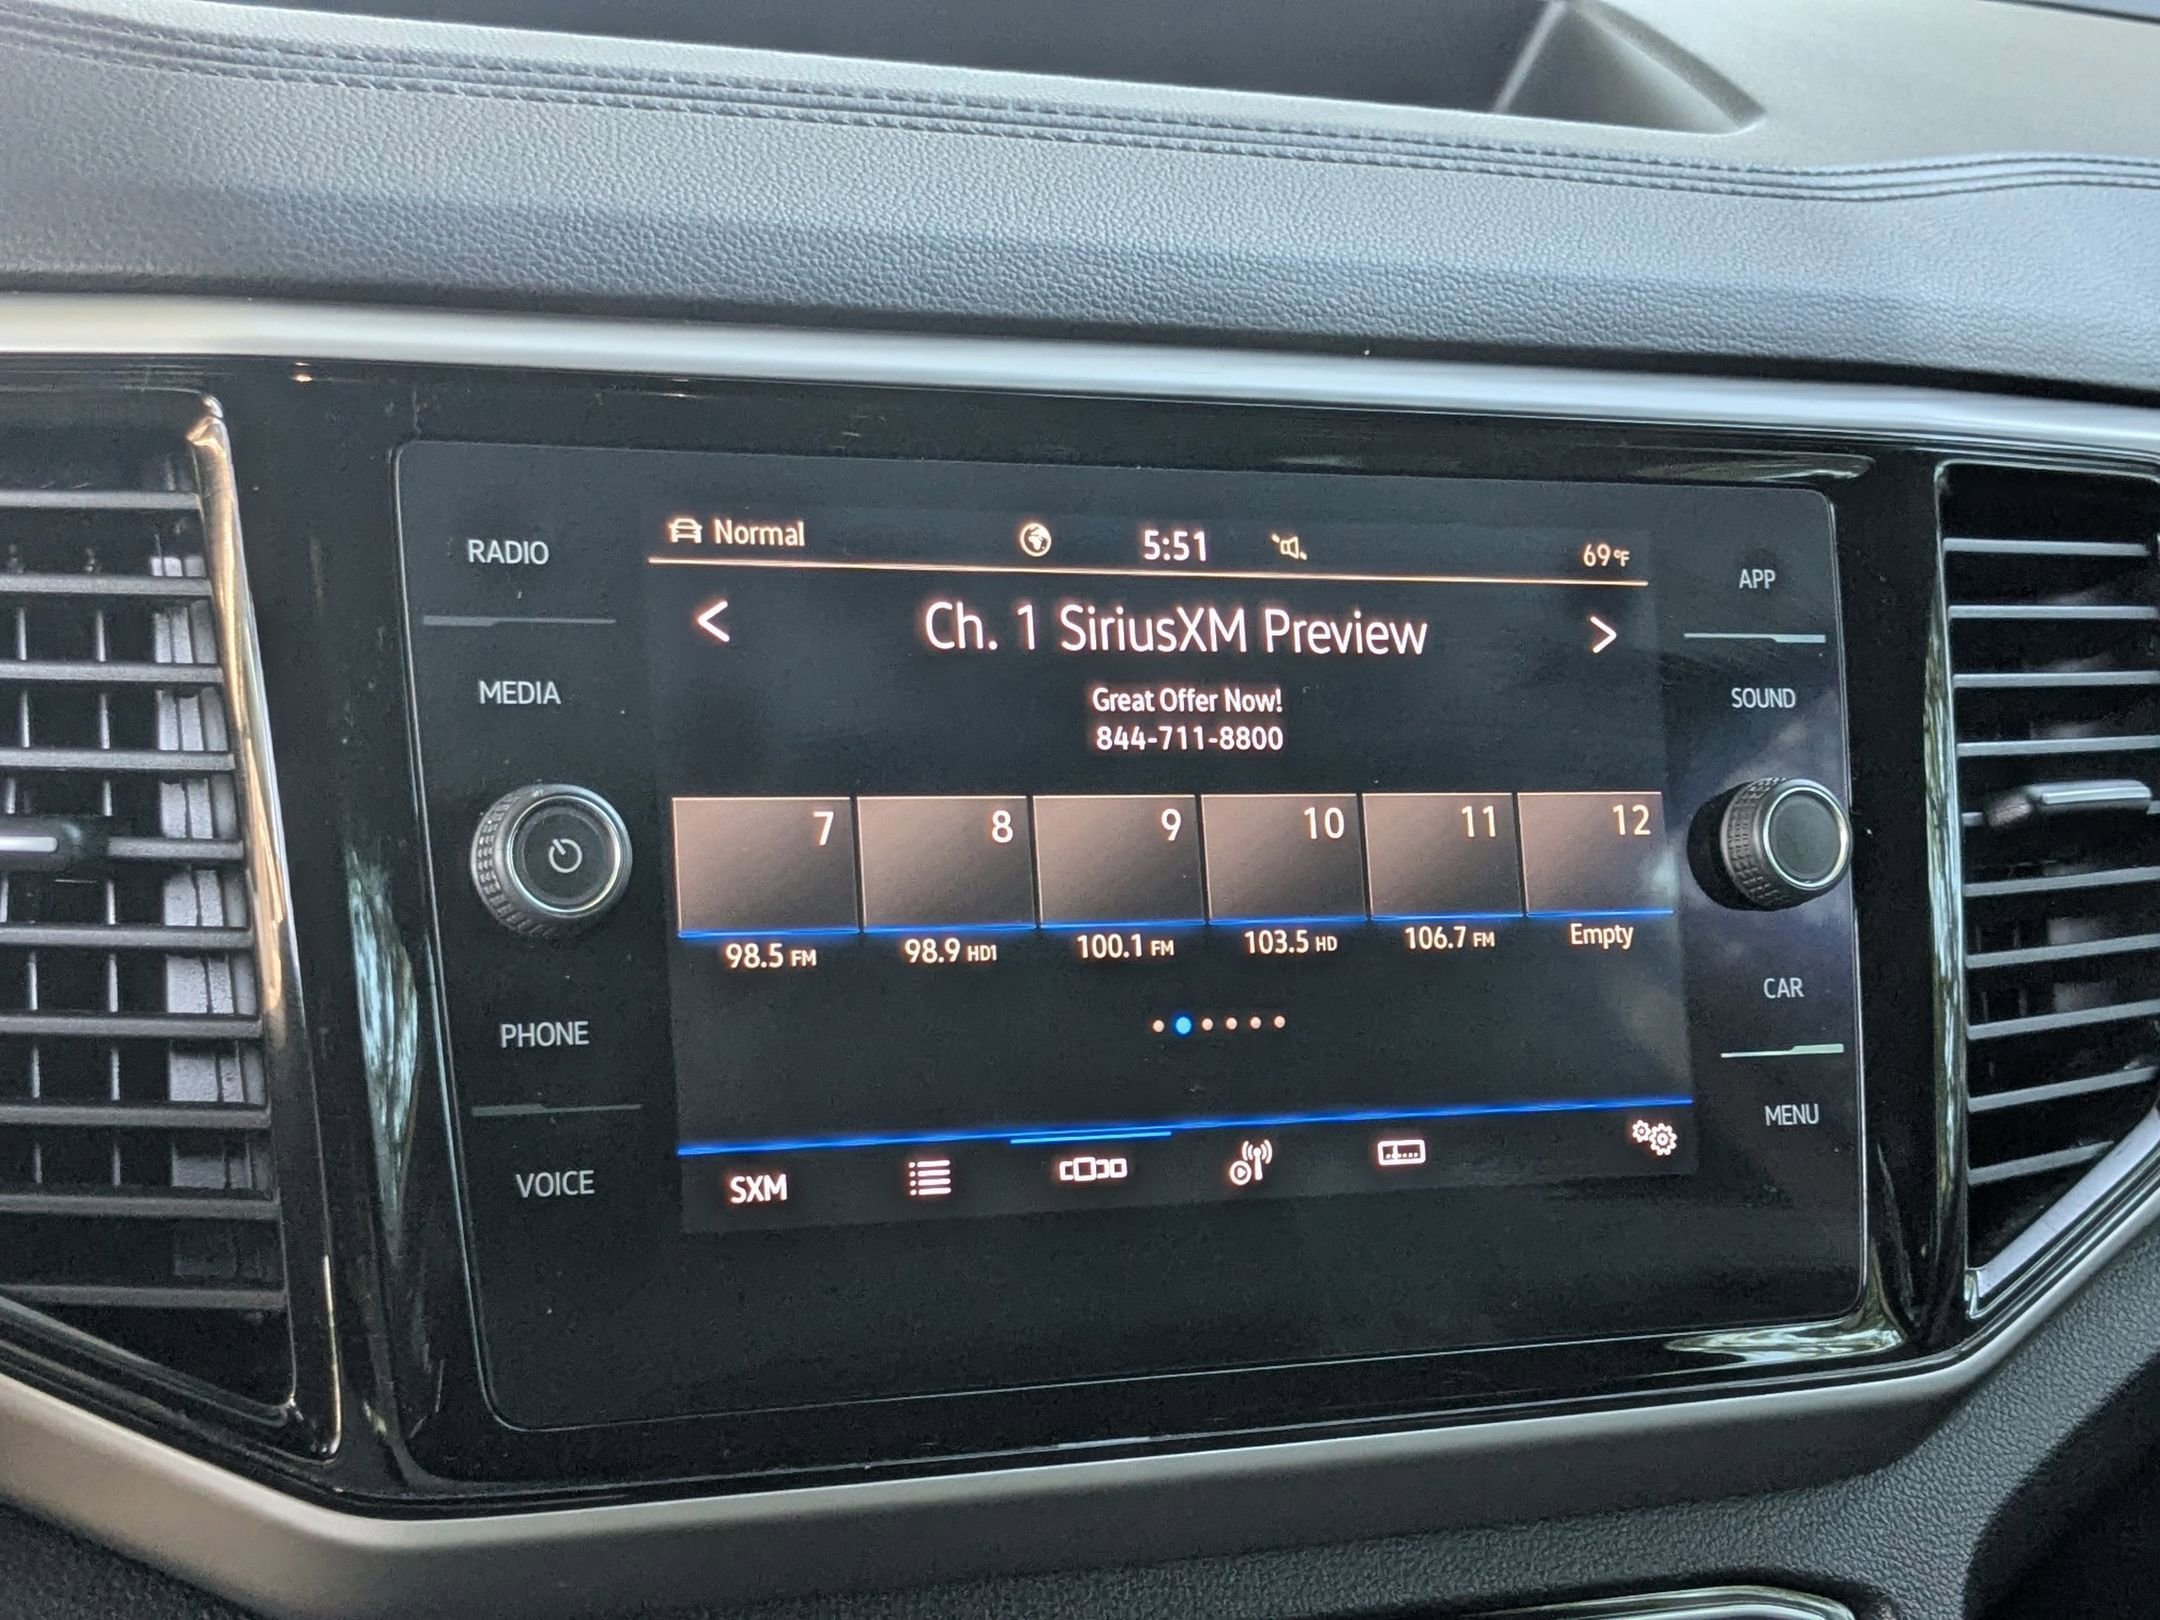 RADIO
MEDIA
PHONE
VOICE
Normal
5:51
69°F
< Ch. 1 SiriusXM Preview >
Great Offer Now!
844-711-8800
7 8 9 10 11 12
98.5 FM 98.9 HD1 100.1 FM 103.5 HD 106.7 FM Empty
SXM
APP
SOUND
CAR
MENU